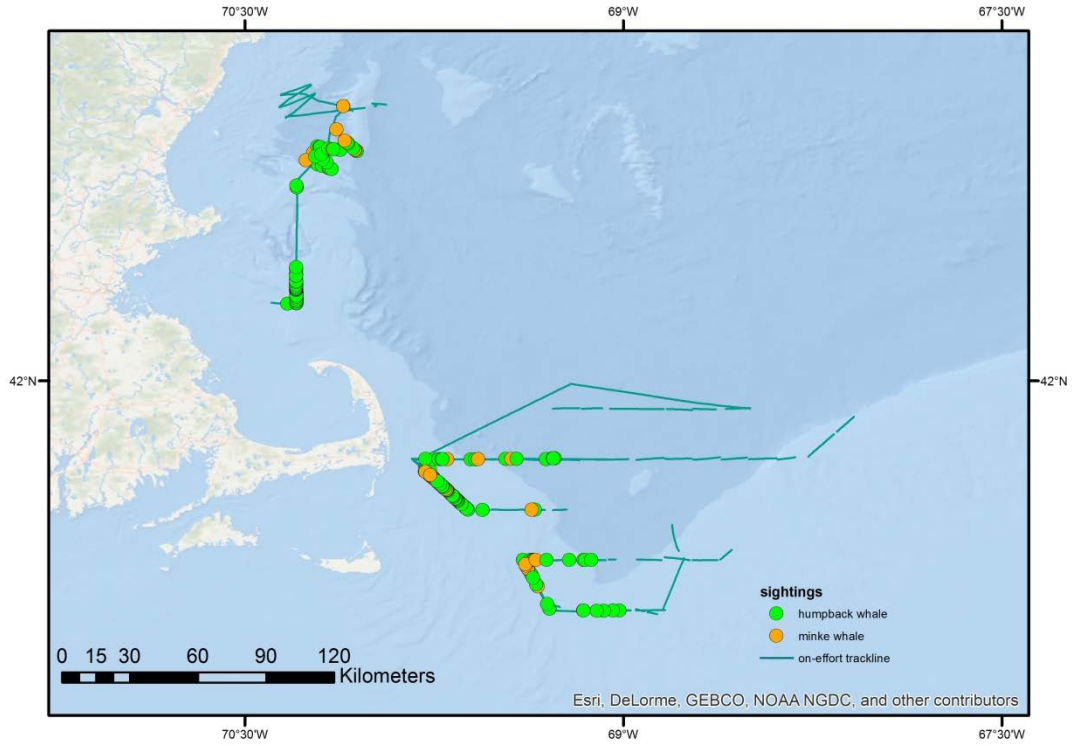 70°30'W 69°W 67°30'W
42°N 42°N
sightings
humpback whale
minke whale
on-effort trackline
0 15 30 60 90 120
Kilometers
Esri, DeLorme, GEBCO, NOAA NGDC, and other contributors
70°30'W 69°W 67°30'W